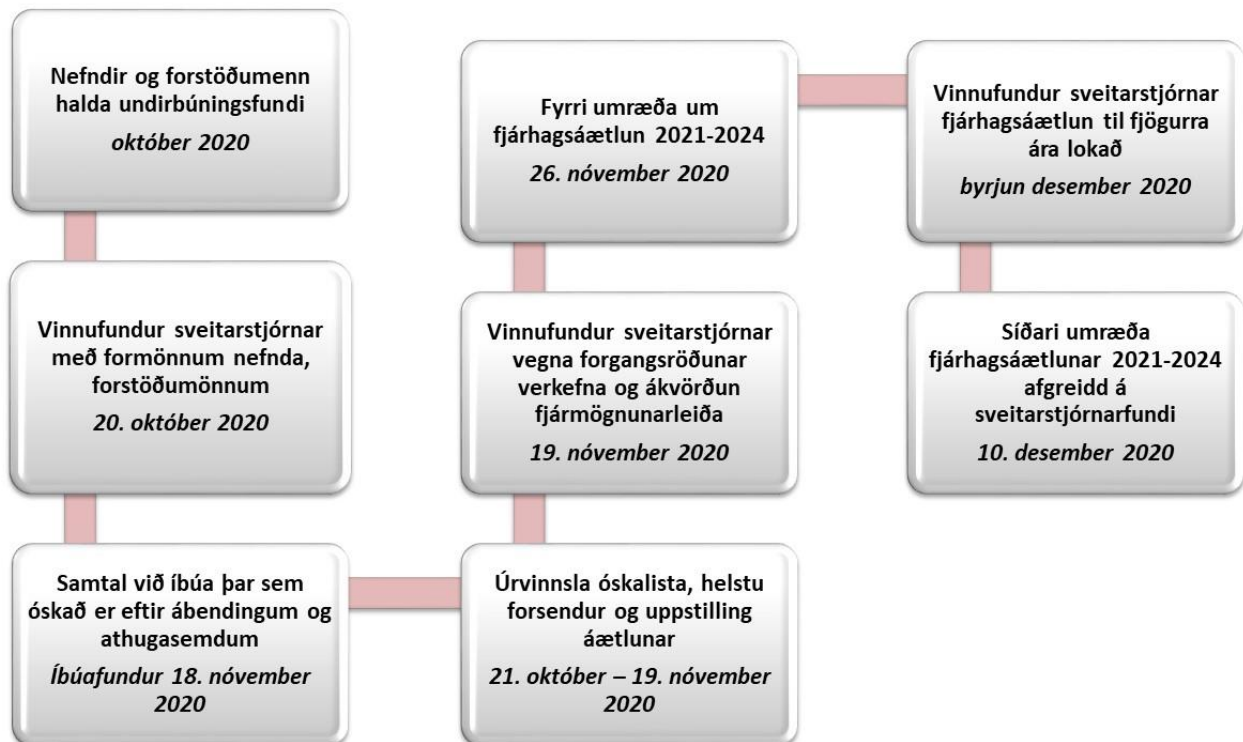 Nefndir og forstöðumenn
halda undirbúningsfundi
október 2020
Vinnufundur sveitarstjórnar
með formönnum nefnda,
forstöðumönnum
20. október 2020
Samtal við íbúa þar sem
óskað er eftir ábendingum og
athugasemdum
Íbúafundur 18. nóvember
2020
Úrvinnsla óskalista, helstu
forsendur og uppstilling
áætlunar
21. október – 19. nóvember
2020
Vinnufundur sveitarstjórnar
vegna forgangsröðunar
verkefna og ákvörðun
fjármögnunarleiða
19. nóvember 2020
Fyrri umræða um
fjárhagsáætlun 2021-2024
26. nóvember 2020
Vinnufundur sveitarstjórnar
fjárhagsáætlun til fjögurra
ára lokað
byrjun desember 2020
Síðari umræða
fjárhagsáætlunar 2021-2024
afgreidd á
sveitarstjórnarfundi
10. desember 2020